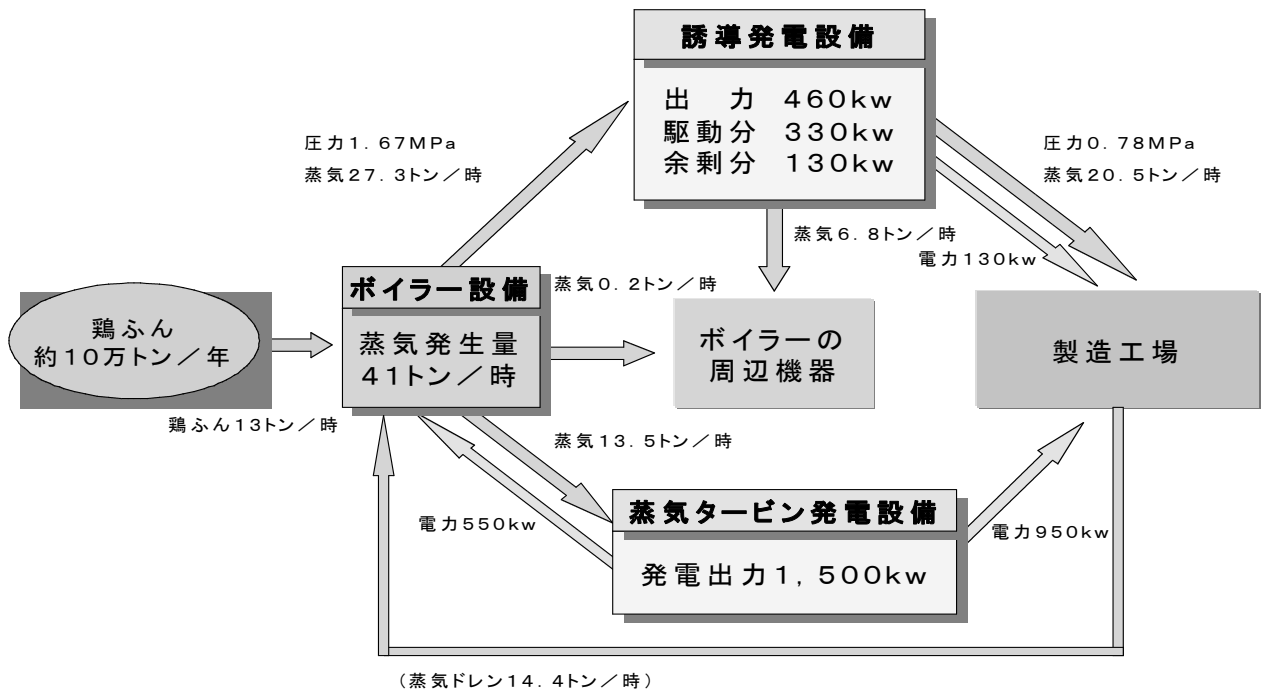 誘導発電設備
出　力　460kw
駆動分　330kw
余剰分　130kw
圧力1.67MPa
蒸気27.3トン／時
圧力0.78MPa
蒸気20.5トン／時
蒸気6.8トン／時
電力130kw
ボイラー設備
蒸気発生量
41トン／時
蒸気0.2トン／時
鶏ふん
約10万トン／年
ボイラーの
周辺機器
製造工場
鶏ふん13トン／時
蒸気13.5トン／時
電力550kw
蒸気タービン発電設備
発電出力1,500kw
電力950kw
（蒸気ドレン14.4トン／時）